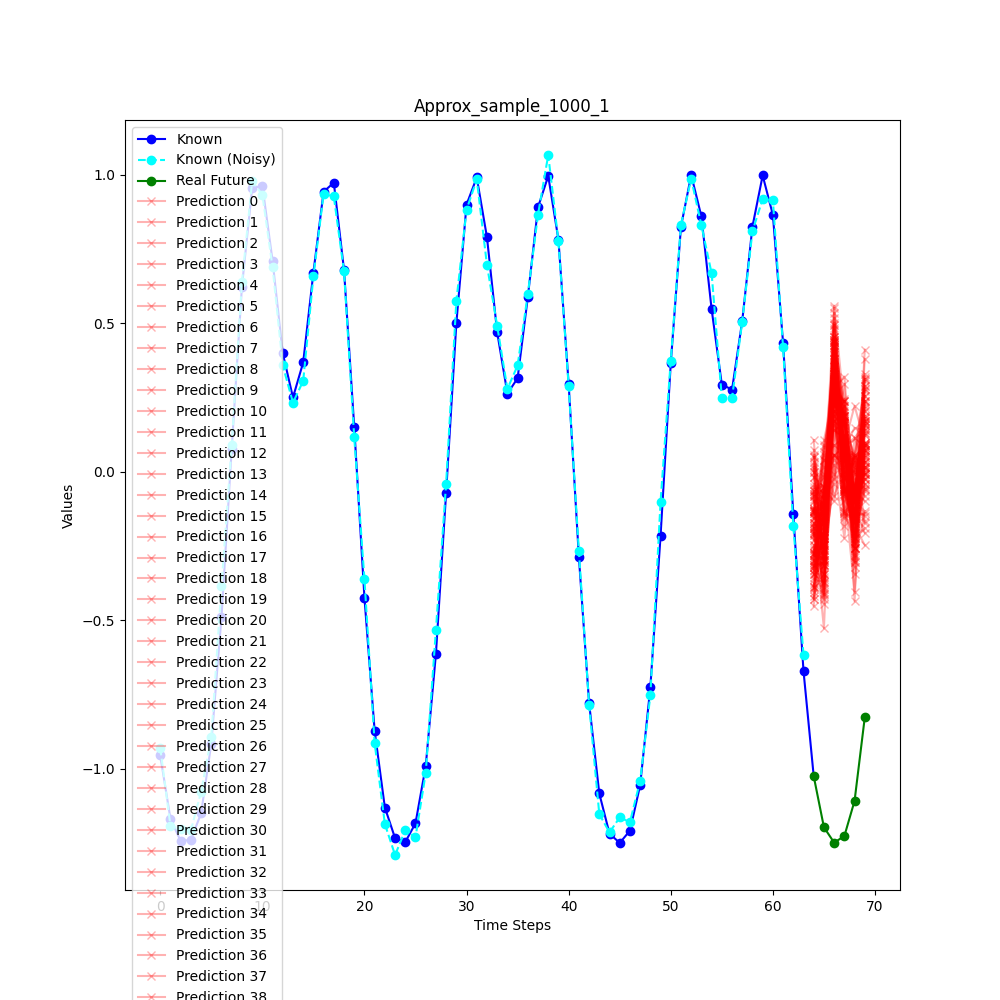 Approx_sample_1000_1
Known
Known (Noisy)
Real Future
Prediction 0
Prediction 1
Prediction 2
Prediction 3
Prediction 4
Prediction 5
Prediction 6
Prediction 7
Prediction 8
Prediction 9
Prediction 10
Prediction 11
Prediction 12
Prediction 13
Prediction 14
Prediction 15
Prediction 16
Prediction 17
Prediction 18
Prediction 19
Prediction 20
Prediction 21
Prediction 22
Prediction 23
Prediction 24
Prediction 25
Prediction 26
Prediction 27
Prediction 28
Prediction 29
Prediction 30
Prediction 31
Prediction 32
Prediction 33
Prediction 34
Prediction 35
Prediction 36
Prediction 37
Prediction 38
1.0
0.5
0.0
−0.5
−1.0
Values
0 10 20 30 40 50 60 70
Time Steps